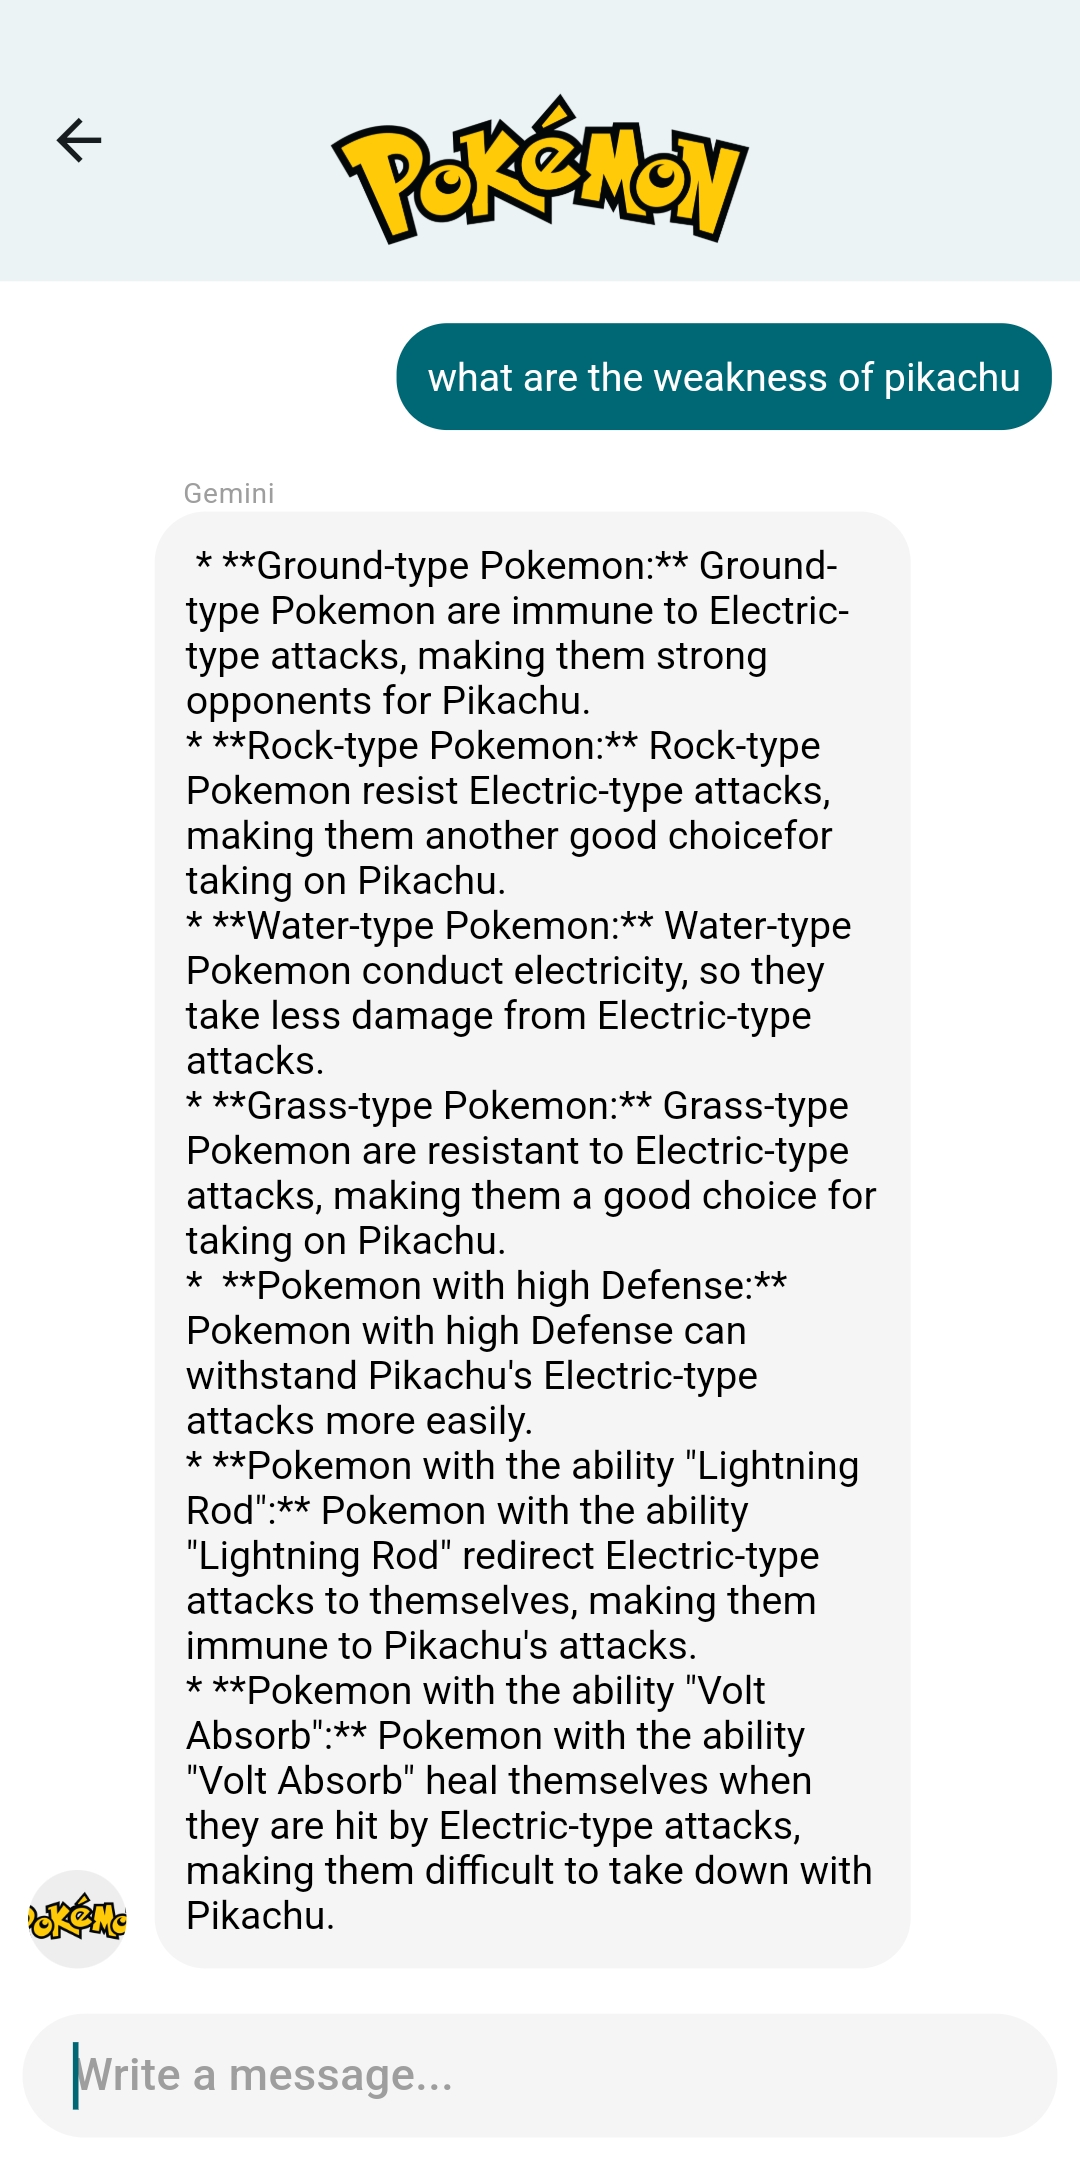 Pokémon
what are the weakness of pikachu
Gemini
* **Ground-type Pokemon:** Ground-
type Pokemon are immune to Electric-
type attacks, making them strong
opponents for Pikachu.
* **Rock-type Pokemon:** Rock-type
Pokemon resist Electric-type attacks,
making them another good choicefor
taking on Pikachu.
* **Water-type Pokemon:** Water-type
Pokemon conduct electricity, so they
take less damage from Electric-type
attacks.
* **Grass-type Pokemon:** Grass-type
Pokemon are resistant to Electric-type
attacks, making them a good choice for
taking on Pikachu.
*  **Pokemon with high Defense:**
Pokemon with high Defense can
withstand Pikachu's Electric-type
attacks more easily.
* **Pokemon with the ability "Lightning
Rod":** Pokemon with the ability
"Lightning Rod" redirect Electric-type
attacks to themselves, making them
immune to Pikachu's attacks.
* **Pokemon with the ability "Volt
Absorb":** Pokemon with the ability
"Volt Absorb" heal themselves when
they are hit by Electric-type attacks,
making them difficult to take down with
Pikachu.
PokéMo
Write a message...